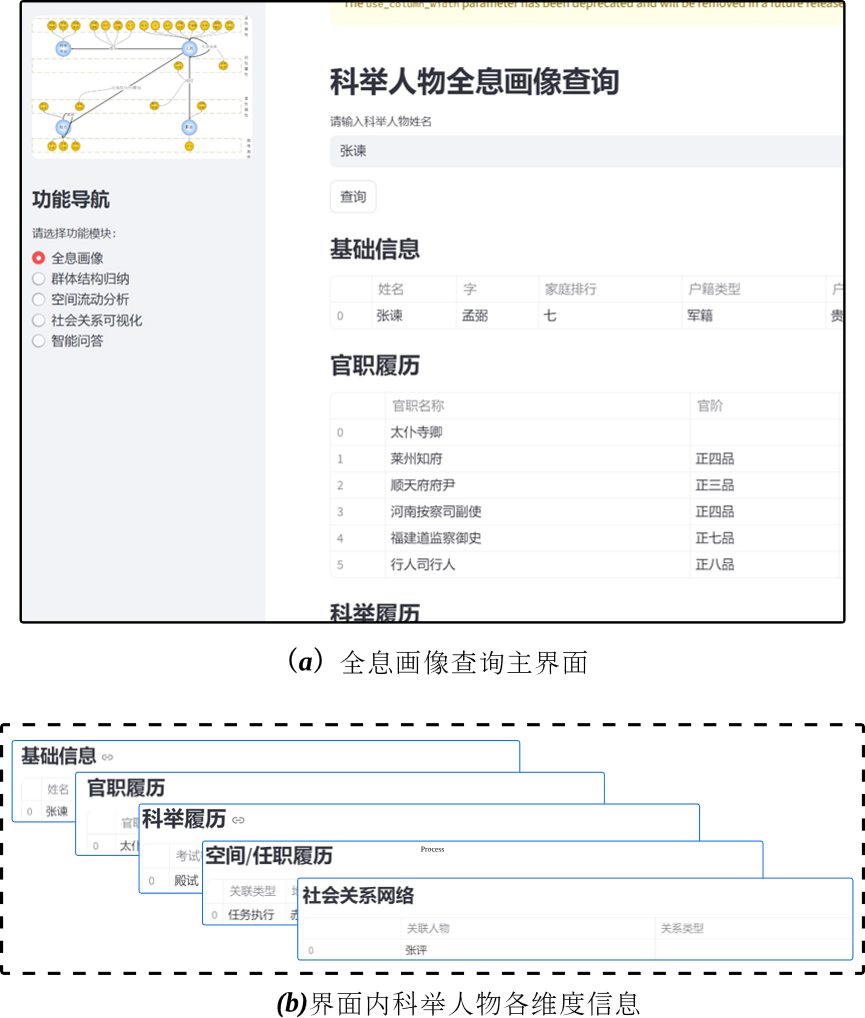 The use_column_width parameter has been deprecated and will be removed in a future release
科举人物全息画像查询
请输入科举人物姓名
张谏
查询
功能导航
请选择功能模块：
全息画像
群体结构归纳
空间流动分析
社会关系可视化
智能问答
基础信息
姓名 字 家庭排行 户籍类型 户
0 张谏 孟弼 七 军籍 贵
官职履历
官职名称 官阶
0 太仆寺卿
1 莱州知府 正四品
2 顺天府府尹 正三品
3 河南按察司副使 正四品
4 福建道监察御史 正七品
5 行人司行人 正八品
科举履历
（a）全息画像查询主界面
基础信息
姓名
0 张谏
官职履历
官
0 太仆
科举履历
考试
0 殿试
空间/任职履历
Process
关联类型
0 任务执行
社会关系网络
关联人物 关系类型
0 张评
(b)界面内科举人物各维度信息